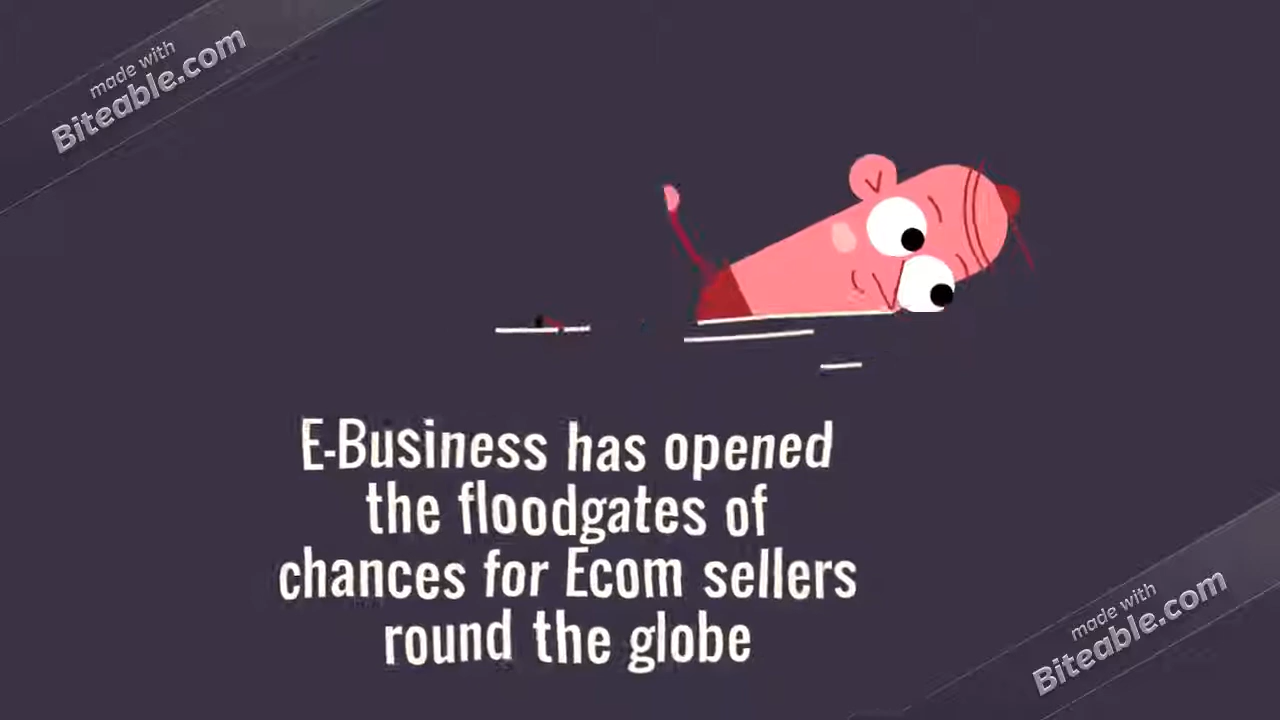 made with
Biteable.com
E-Business has opened
the floodgates of
chances for Ecom sellers
round the globe
made with
Biteable.com